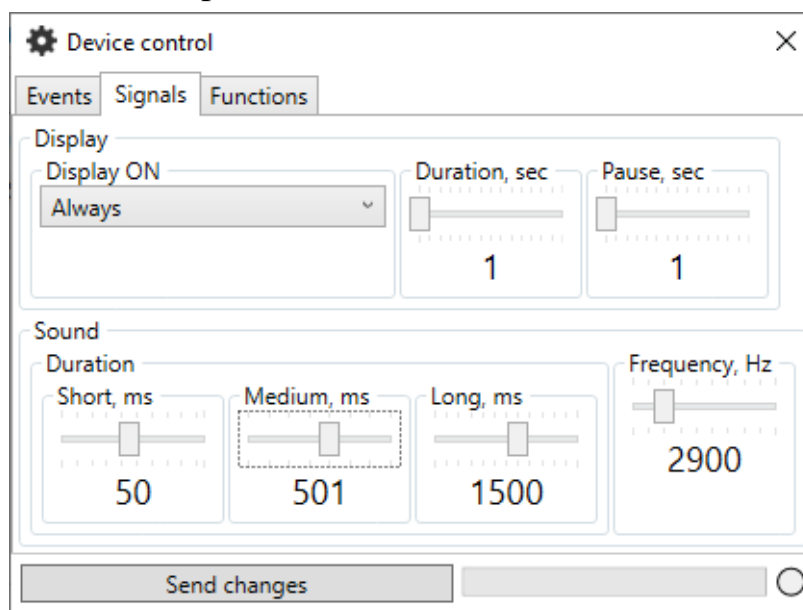 Device control
Events Signals Functions
Display
Display ON Duration, sec Pause, sec
Always
1 1
Sound
Duration Frequency, Hz
Short, ms Medium, ms Long, ms
2900
50 501 1500
Send changes